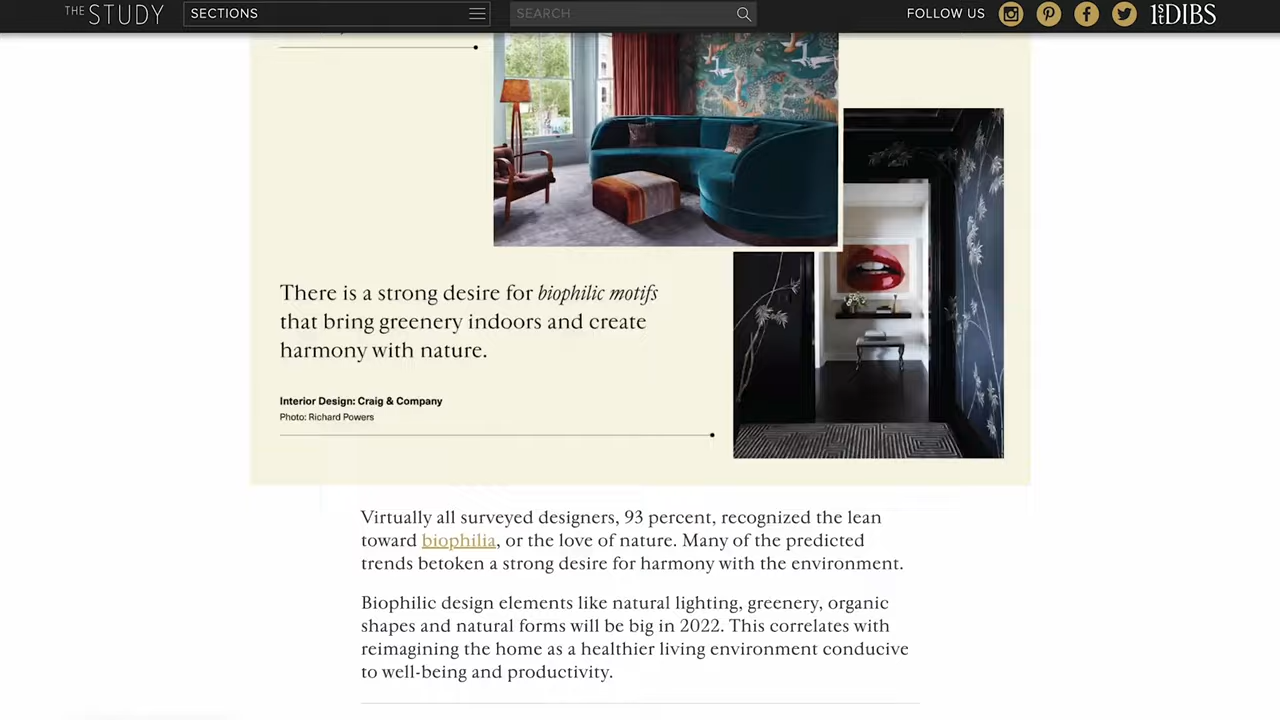 THE STUDY
SECTIONS
SEARCH
FOLLOW US
1stDIBS
There is a strong desire for biophilic motifs
that bring greenery indoors and create
harmony with nature.
Interior Design: Craig & Company
Photo: Richard Powers
Virtually all surveyed designers, 93 percent, recognized the lean
toward biophilia, or the love of nature. Many of the predicted
trends betoken a strong desire for harmony with the environment.
Biophilic design elements like natural lighting, greenery, organic
shapes and natural forms will be big in 2022. This correlates with
reimagining the home as a healthier living environment conducive
to well-being and productivity.